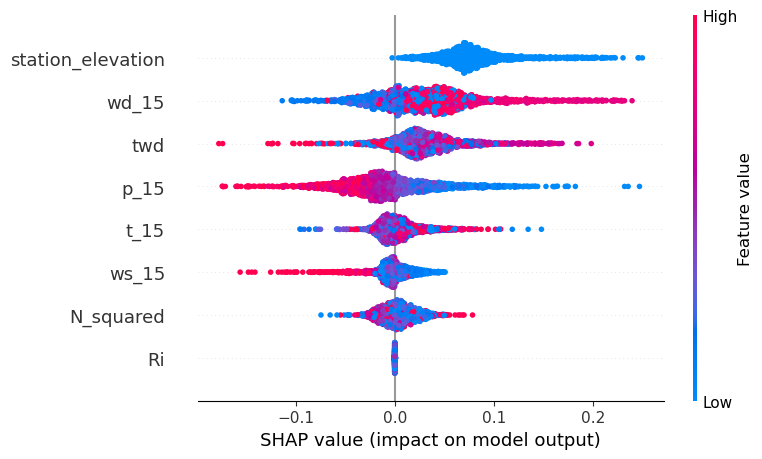 High
station_elevation
wd_15
twd
p_15
t_15
ws_15
N_squared
Ri
Feature value
Low
−0.1 0.0 0.1 0.2
SHAP value (impact on model output)